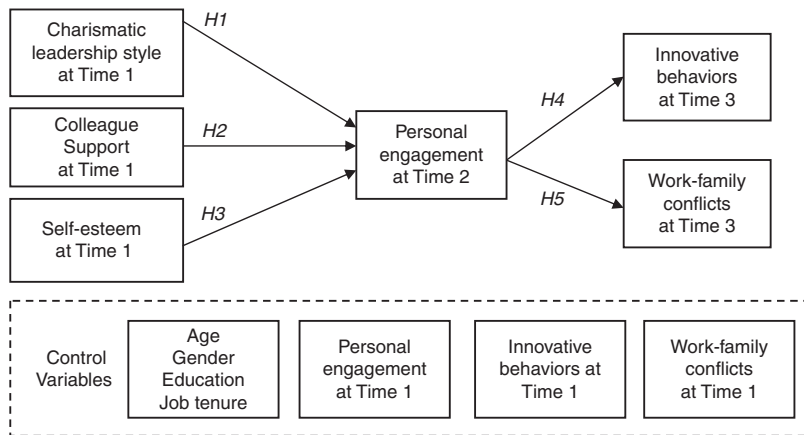 Charismatic
leadership style
at Time 1
H1
Colleague
Support
at Time 1
H2
Self-esteem
at Time 1
H3
Personal
engagement
at Time 2
H4
Innovative
behaviors
at Time 3
H5
Work-family
conflicts
at Time 3
Control
Variables
Age
Gender
Education
Job tenure
Personal
engagement
at Time 1
Innovative
behaviors at
Time 1
Work-family
conflicts
at Time 1